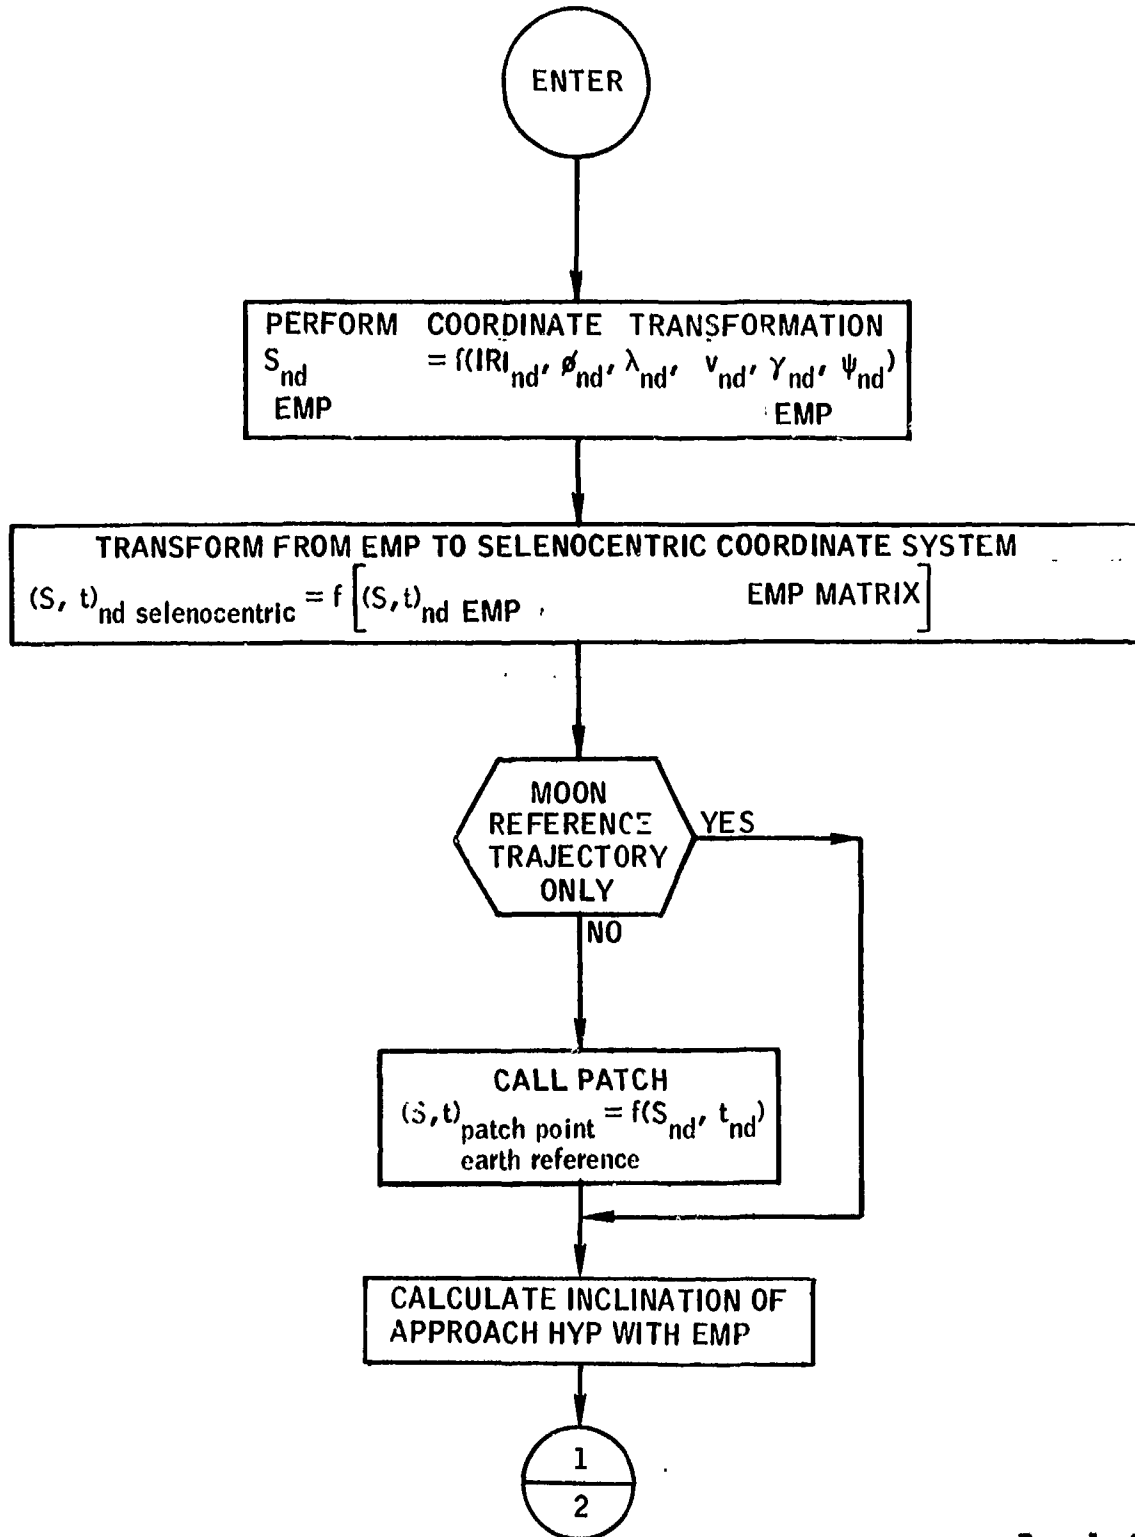 ENTER
PERFORM COORDINATE TRANSFORMATION
S_nd = f(|R|_nd, φ_nd, λ_nd, v_nd, γ_nd, ψ_nd)
EMP EMP
TRANSFORM FROM EMP TO SELENOCENTRIC COORDINATE SYSTEM
(S, t)_nd selenocentric = f [(S,t)_nd EMP , EMP MATRIX]
MOON
REFERENCE
TRAJECTORY
ONLY
YES
NO
CALL PATCH
(S,t)_patch point = f(S_nd, t_nd)
earth reference
CALCULATE INCLINATION OF
APPROACH HYP WITH EMP
1
2